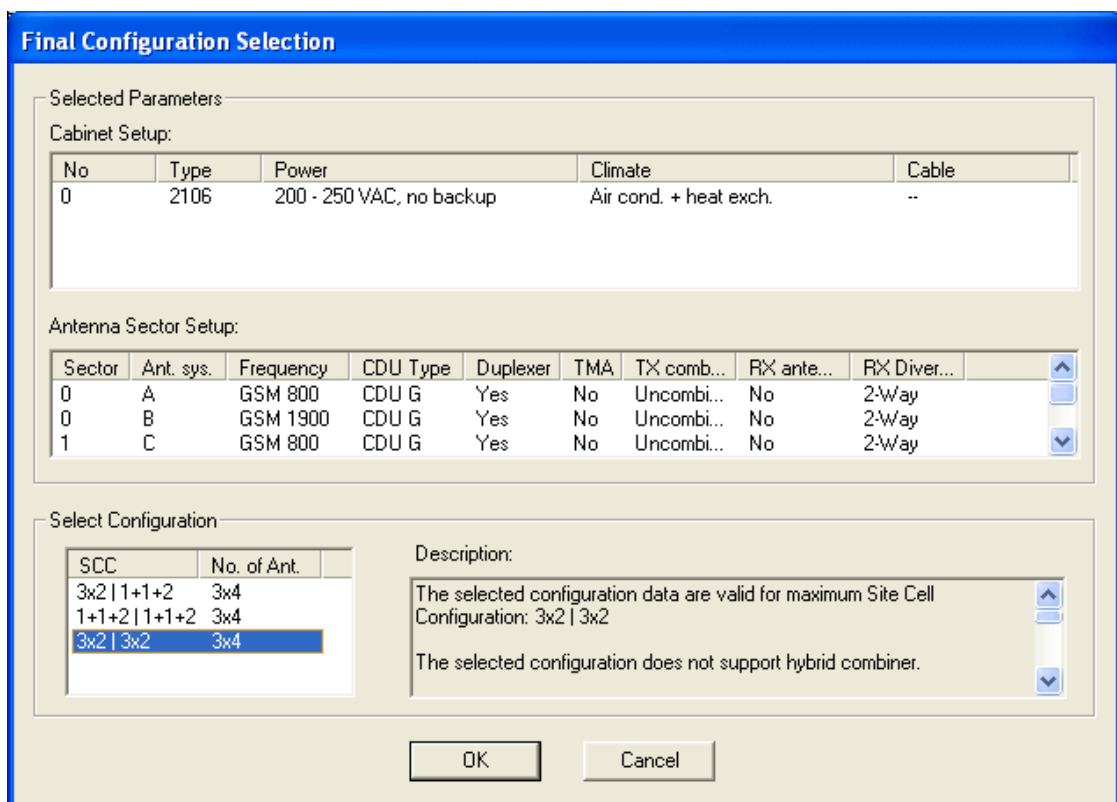 Final Configuration Selection
Selected Parameters
Cabinet Setup:
No Type Power Climate Cable
0 2106 200 - 250 VAC, no backup Air cond. + heat exch. --
Antenna Sector Setup:
Sector Ant. sys. Frequency CDU Type Duplexer TMA TX comb... RX ante... RX Diver...
0 A GSM 800 CDU G Yes No Uncombi... No 2-Way
0 B GSM 1900 CDU G Yes No Uncombi... No 2-Way
1 C GSM 800 CDU G Yes No Uncombi... No 2-Way
Select Configuration
SCC No. of Ant.
3x2 | 1+1+2 3x4
1+1+2 | 1+1+2 3x4
3x2 | 3x2 3x4
Description:
The selected configuration data are valid for maximum Site Cell
Configuration: 3x2 | 3x2
The selected configuration does not support hybrid combiner.
OK Cancel